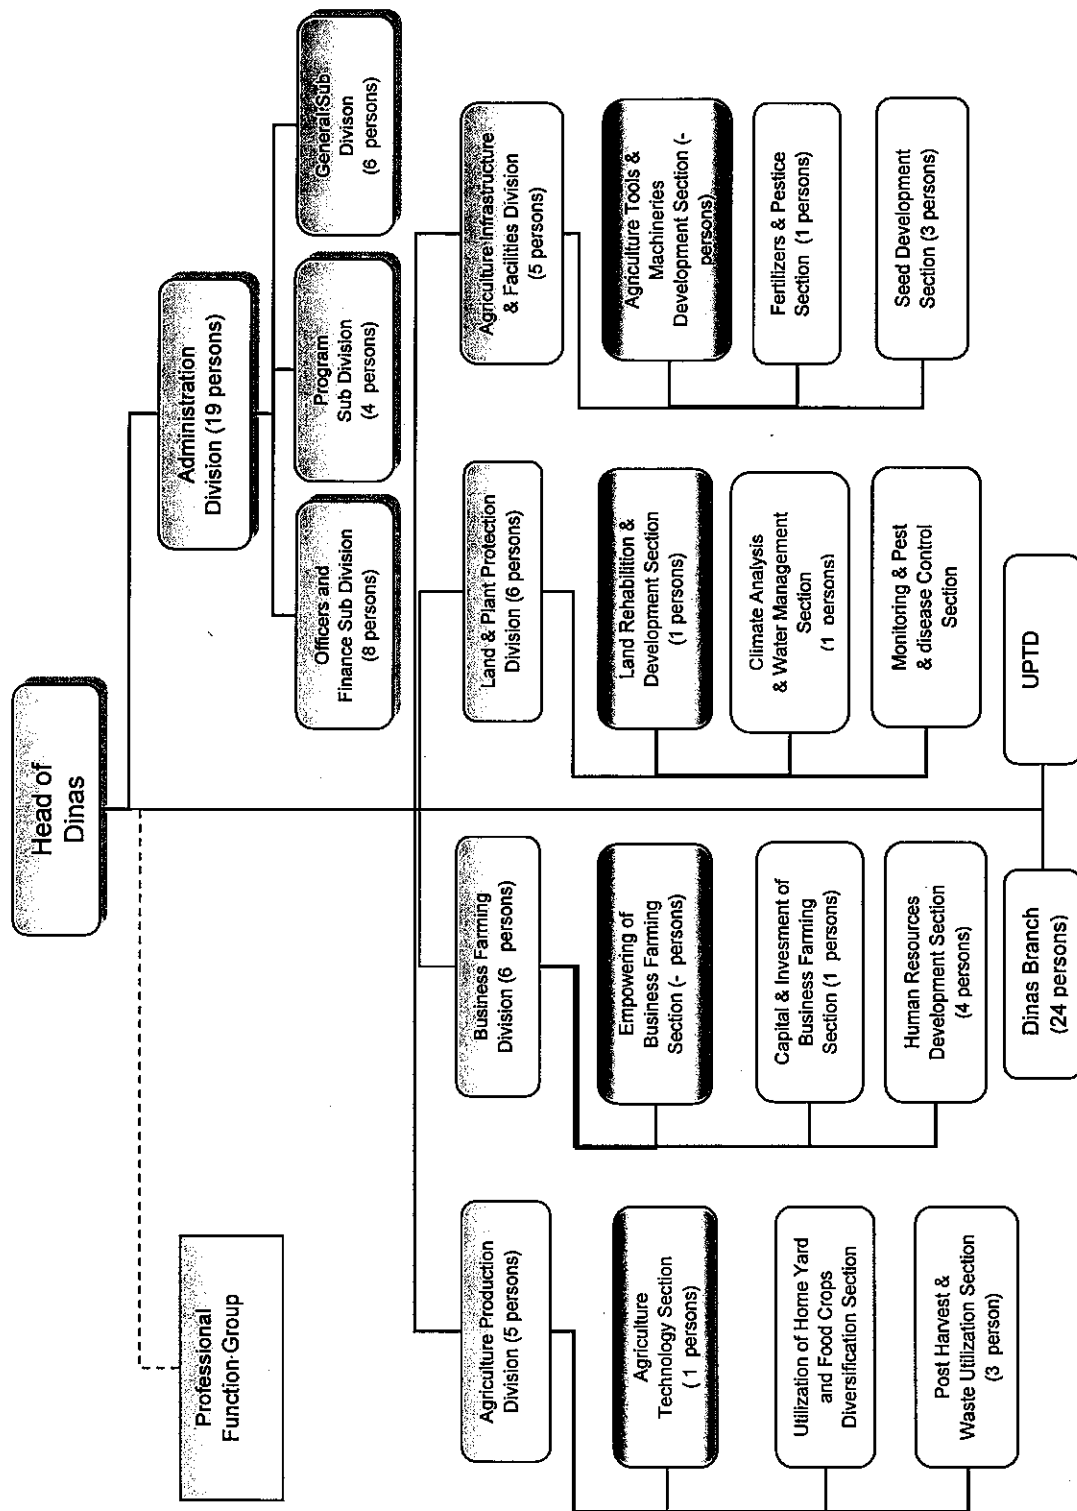 Head of
Dinas
Professional
Function-Group
Administration
Division (19 persons)
Officers and
Finance Sub Division
(8 persons)
Program
Sub Division
(4 persons)
General Sub
Divison
(6 persons)
Agriculture Production
Division (5 persons)
Business Farming
Division (6 persons)
Land & Plant Protection
Division (6 persons)
Agriculture Infrastructure
& Facilities Division
(5 persons)
Agriculture
Technology Section
( 1 persons)
Utilization of Home Yard
and Food Crops
Diversification Section
Post Harvest &
Waste Utilization Section
(3 person)
Empowering of
Business Farming
Section (- persons)
Capital & Invesment of
Business Farming
Section (1 persons)
Human Resources
Development Section
(4 persons)
Land Rehabilition &
Development Section
(1 persons)
Climate Analysis
& Water Management
Section
(1 persons)
Monitoring & Pest
& disease Control
Section
Agriculture Tools &
Machineries
Development Section (-
persons)
Fertilizers & Pestice
Section (1 persons)
Seed Development
Section (3 persons)
Dinas Branch
(24 persons)
UPTD